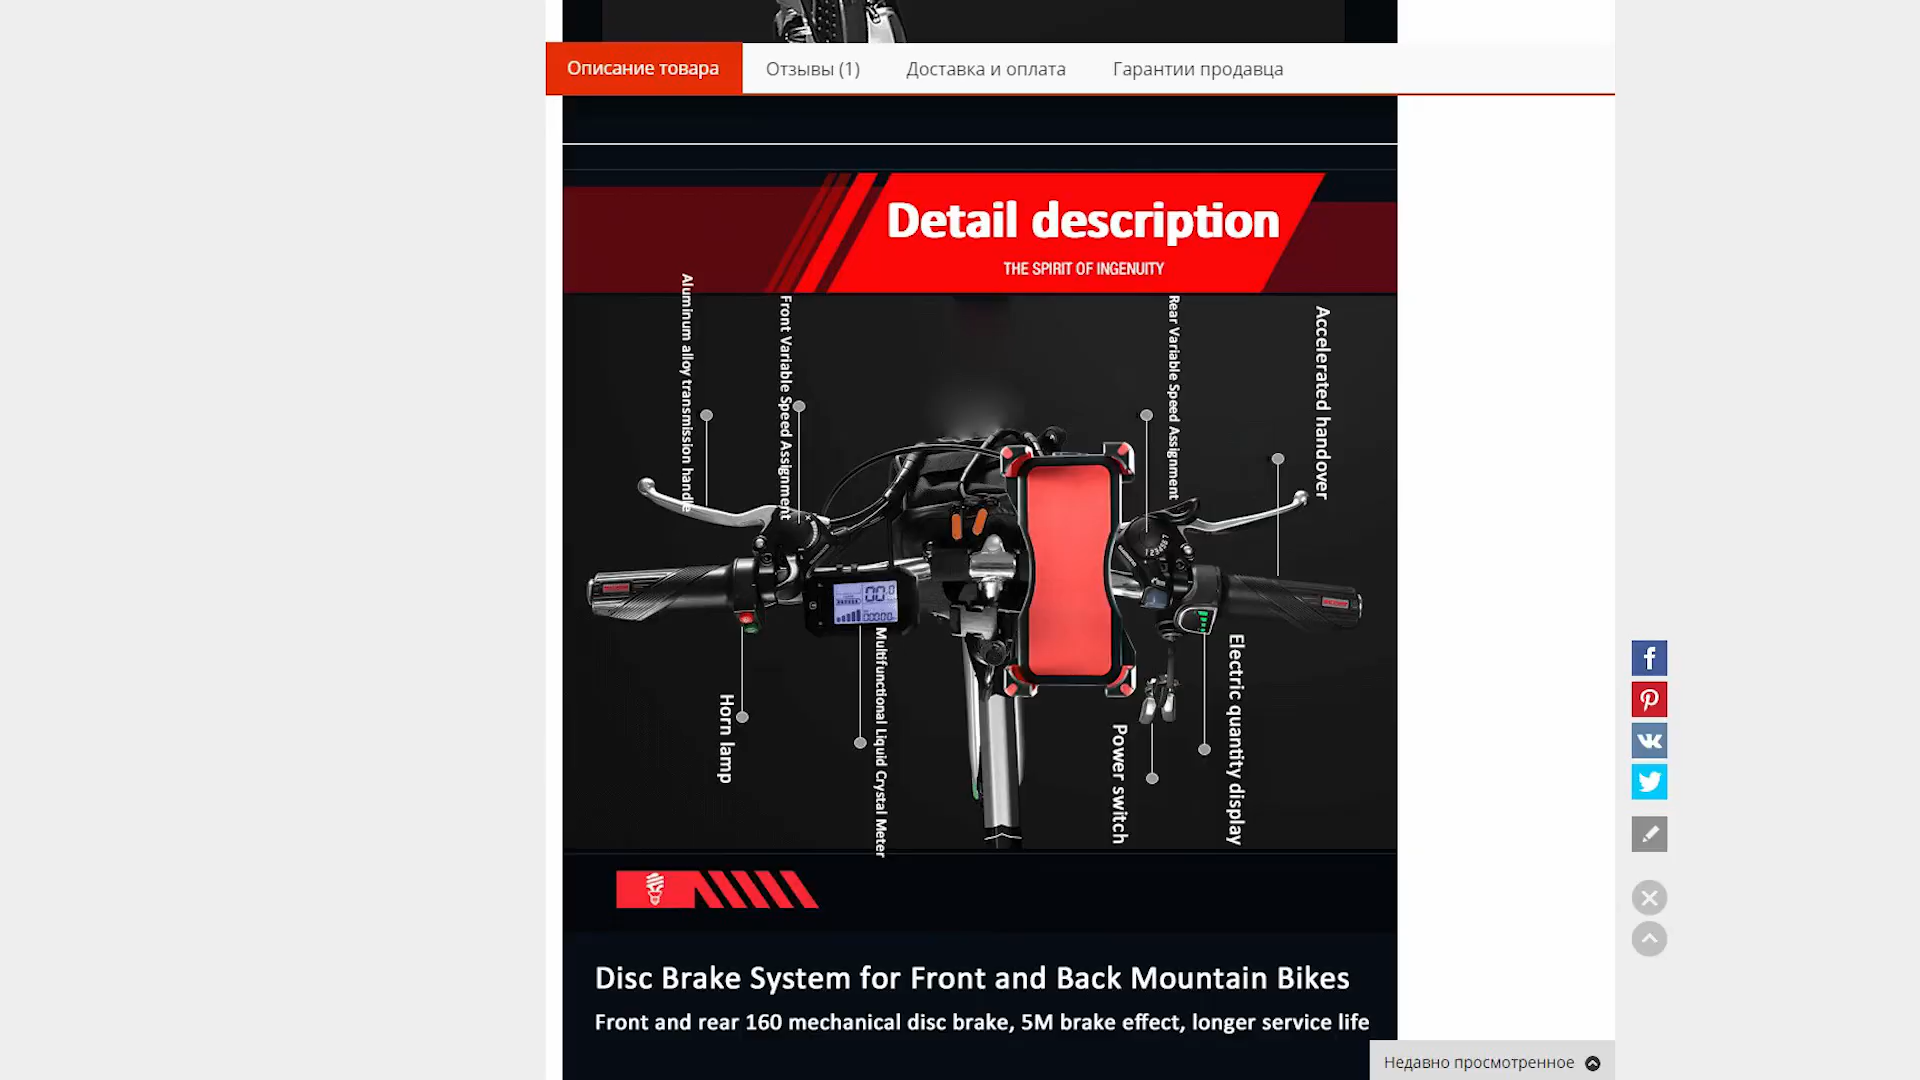 Описание товара
Отзывы (1)
Доставка и оплата
Гарантии продавца
Detail description
THE SPIRIT OF INGENUITY
Aluminum alloy transmission handle
Front Variable Speed Assignment
Rear Variable Speed Assignment
Accelerated handover
Horn lamp
Multifunctional Liquid Crystal Meter
Power switch
Electric quantity display
Disc Brake System for Front and Back Mountain Bikes
Front and rear 160 mechanical disc brake, 5M brake effect, longer service life
Недавно просмотренное